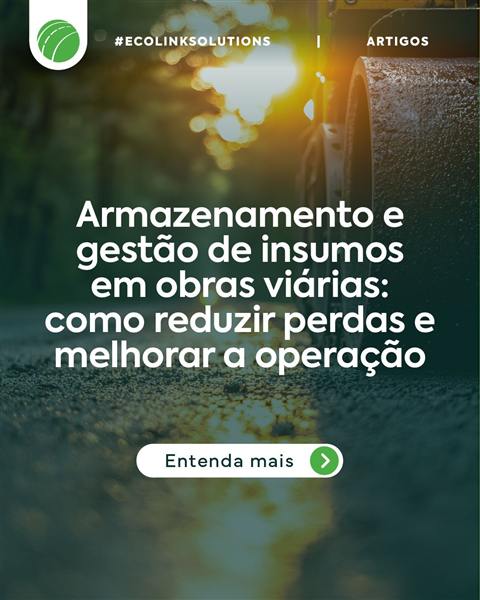 #ECOLINKSOLUTIONS | ARTIGOS
Armazenamento e
gestão de insumos
em obras viárias:
como reduzir perdas e
melhorar a operação
Entenda mais